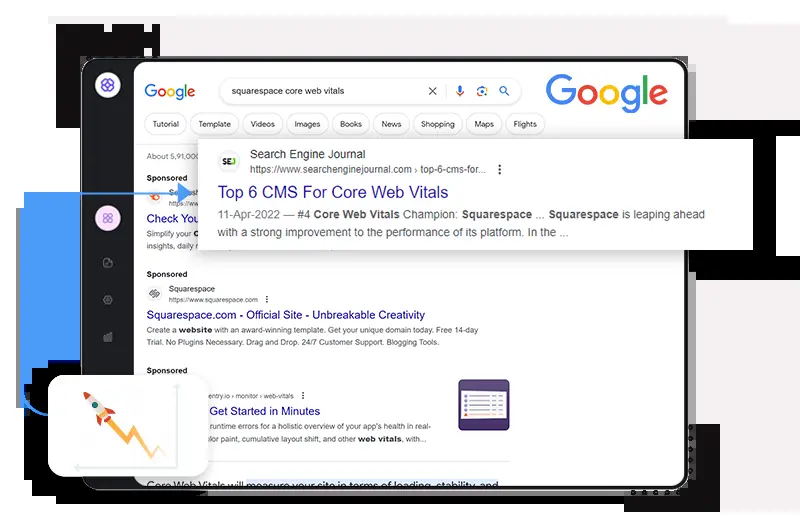 Google
squarespace core web vitals
Google
Tutorial
Template
Videos
Images
Books
News
Shopping
Maps
Flights
About 5,91,000
Sponsored
https://ww
Check You
Simplify your
insights, daily
SEJ
Search Engine Journal
https://www.searchenginejournal.com › top-6-cms-for...
Top 6 CMS For Core Web Vitals
11-Apr-2022 — #4 Core Web Vitals Champion: Squarespace ... Squarespace is leaping ahead
with a strong improvement to the performance of its platform. In the ...
Sponsored
Squarespace
https://www.squarespace.com
Squarespace.com - Official Site - Unbreakable Creativity
Create a website with an award-winning template. Get your unique domain today. Free 14-day
Trial. No Plugins Necessary. Drag and Drop. 24/7 Customer Support. Blogging Tools.
Sponsored
entry.io › monitor › web-vitals
Get Started in Minutes
runtime errors for a holistic overview of your app's health in real-
lor paint, cumulative layout shift, and other web vitals, with...
Core Web Vitals will measure your site in terms of loading, stability, and